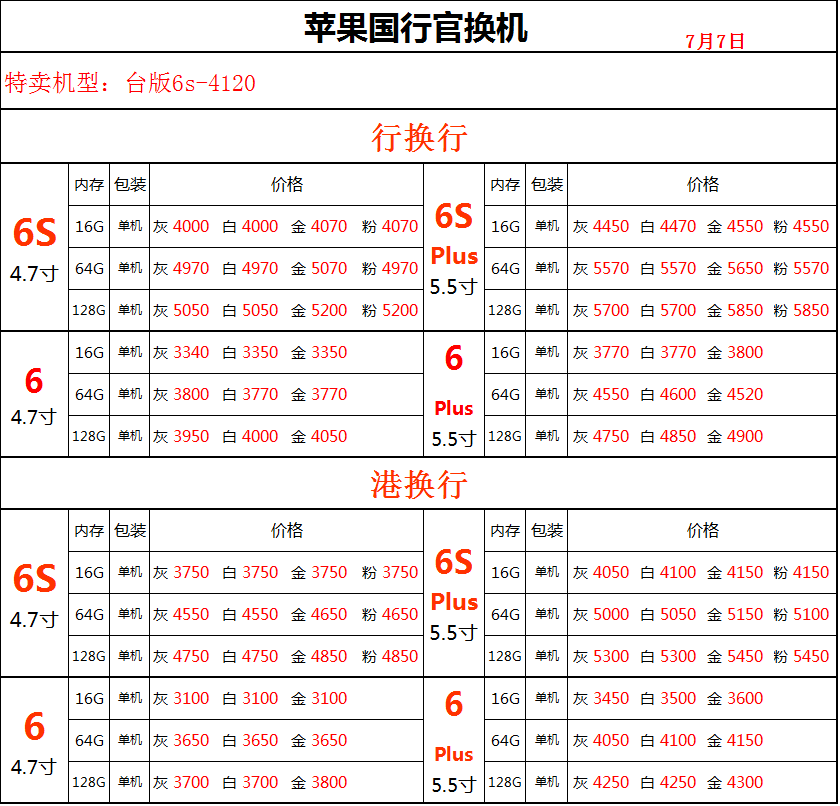 苹果国行官换机
7月7日
特卖机型：台版6s-4120
行换行
6S
4.7寸
内存 包装 价格
16G 单机 灰 4000 白 4000 金 4070 粉 4070
64G 单机 灰 4970 白 4970 金 5070 粉 4970
128G 单机 灰 5050 白 5050 金 5200 粉 5200
6S
Plus
5.5寸
内存 包装 价格
16G 单机 灰 4450 白 4470 金 4550 粉 4550
64G 单机 灰 5570 白 5570 金 5650 粉 5570
128G 单机 灰 5700 白 5700 金 5850 粉 5850
6
4.7寸
16G 单机 灰 3340 白 3350 金 3350
64G 单机 灰 3800 白 3770 金 3770
128G 单机 灰 3950 白 4000 金 4050
6
Plus
5.5寸
16G 单机 灰 3770 白 3770 金 3800
64G 单机 灰 4550 白 4600 金 4520
128G 单机 灰 4750 白 4850 金 4900
港换行
6S
4.7寸
内存 包装 价格
16G 单机 灰 3750 白 3750 金 3750 粉 3750
64G 单机 灰 4550 白 4550 金 4650 粉 4650
128G 单机 灰 4750 白 4750 金 4850 粉 4850
6S
Plus
5.5寸
内存 包装 价格
16G 单机 灰 4050 白 4100 金 4150 粉 4150
64G 单机 灰 5000 白 5050 金 5150 粉 5100
128G 单机 灰 5300 白 5300 金 5450 粉 5450
6
4.7寸
16G 单机 灰 3100 白 3100 金 3100
64G 单机 灰 3650 白 3650 金 3650
128G 单机 灰 3700 白 3700 金 3800
6
Plus
5.5寸
16G 单机 灰 3450 白 3500 金 3600
64G 单机 灰 4050 白 4100 金 4150
128G 单机 灰 4250 白 4250 金 4300